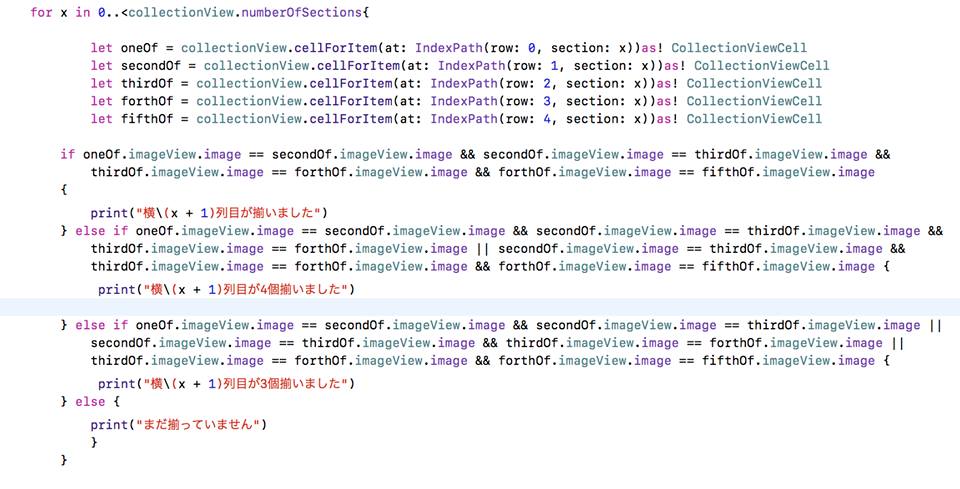 for x in 0..<collectionView.numberOfSections{
let oneOf = collectionView.cellForItem(at: IndexPath(row: 0, section: x))as! CollectionViewCell
let secondOf = collectionView.cellForItem(at: IndexPath(row: 1, section: x))as! CollectionViewCell
let thirdOf = collectionView.cellForItem(at: IndexPath(row: 2, section: x))as! CollectionViewCell
let forthOf = collectionView.cellForItem(at: IndexPath(row: 3, section: x))as! CollectionViewCell
let fifthOf = collectionView.cellForItem(at: IndexPath(row: 4, section: x))as! CollectionViewCell
if oneOf.imageView.image == secondOf.imageView.image && secondOf.imageView.image == thirdOf.imageView.image &&
thirdOf.imageView.image == forthOf.imageView.image && forthOf.imageView.image == fifthOf.imageView.image
{
print("横\(x + 1)列目が揃いました")
} else if oneOf.imageView.image == secondOf.imageView.image && secondOf.imageView.image == thirdOf.imageView.image &&
thirdOf.imageView.image == forthOf.imageView.image || secondOf.imageView.image == thirdOf.imageView.image &&
thirdOf.imageView.image == forthOf.imageView.image && forthOf.imageView.image == fifthOf.imageView.image {
print("横\(x + 1)列目が4個揃いました")
} else if oneOf.imageView.image == secondOf.imageView.image && secondOf.imageView.image == thirdOf.imageView.image ||
secondOf.imageView.image == thirdOf.imageView.image && thirdOf.imageView.image == forthOf.imageView.image ||
thirdOf.imageView.image == forthOf.imageView.image && forthOf.imageView.image == fifthOf.imageView.image {
print("横\(x + 1)列目が3個揃いました")
} else {
print("まだ揃っていません")
}
}